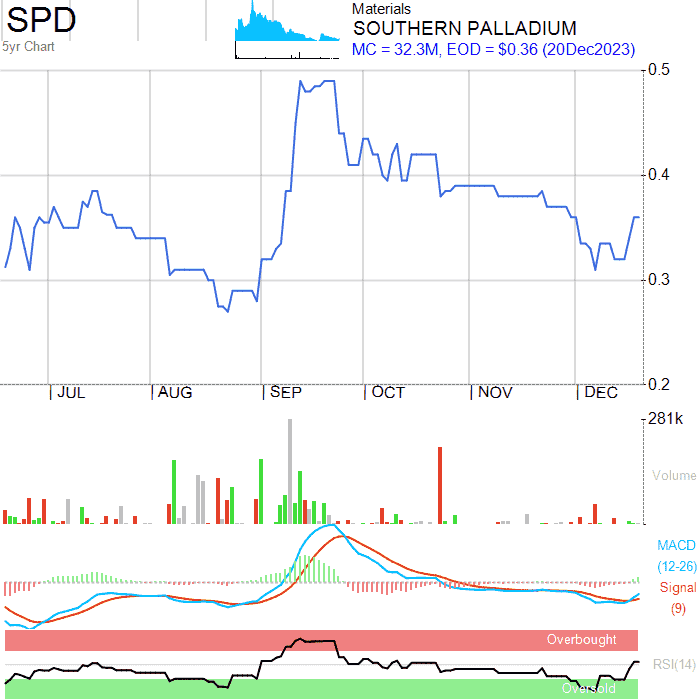 SPD
5yr Chart
Materials
SOUTHERN PALLADIUM
MC = 32.3M, EOD = $0.36 (20Dec2023)
0.5
0.4
0.3
0.2
JUL AUG SEP OCT NOV DEC
281k
Volume
MACD
(12-26)
Signal
(9)
Overbought
RSI(14)
Oversold